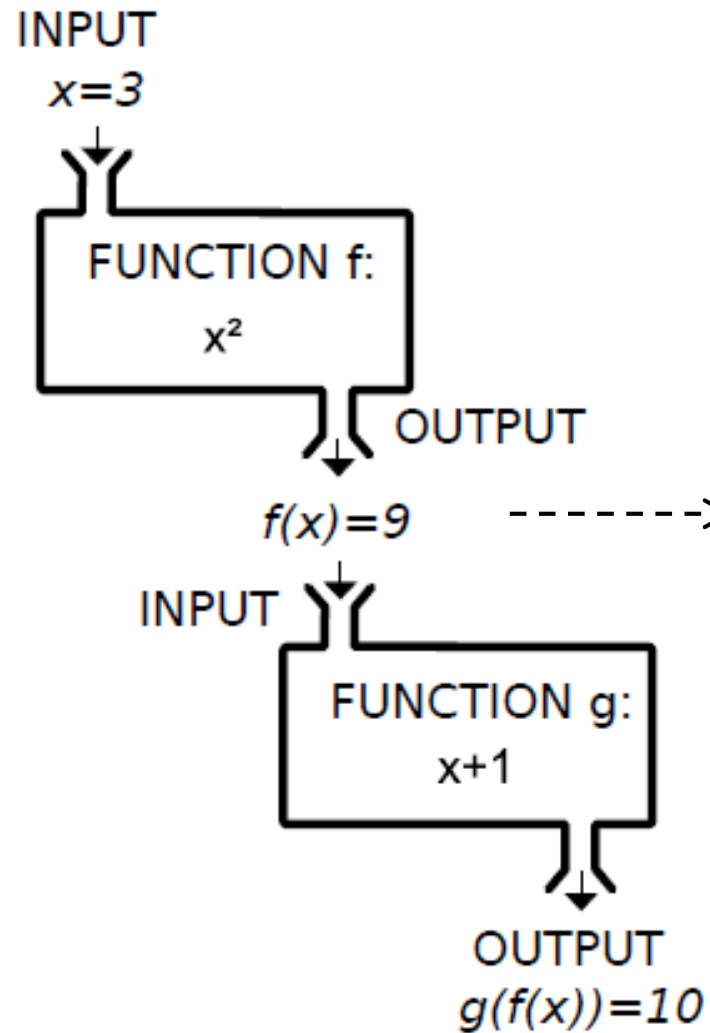 INPUT
x=3
FUNCTION f:
x²
OUTPUT
f(x)=9
INPUT
FUNCTION g:
x+1
OUTPUT
g(f(x))=10